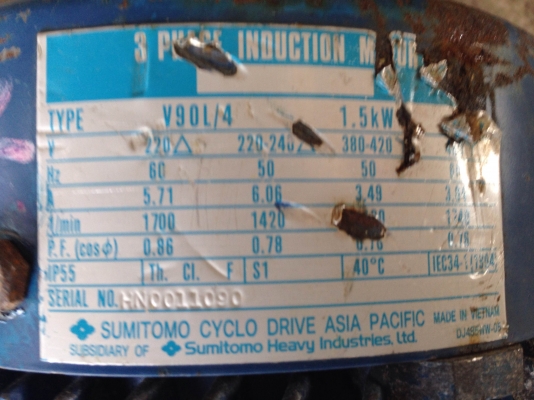 3 PHASE INDUCTION MOTOR
TYPE V90L/4 1.5kW
V 220△ 220-240△ 380-420
Hz 60 50 50
A 5.71 6.06 3.49
1700 1420
P.F. (cosϕ) 0.86 0.78
IP55 Th. Cl. F S1 40°C
SERIAL NO. HN0011090
SUMITOMO CYCLO DRIVE ASIA PACIFIC MADE IN VIETNAM
SUBSIDIARY OF Sumitomo Heavy Industries, Ltd.